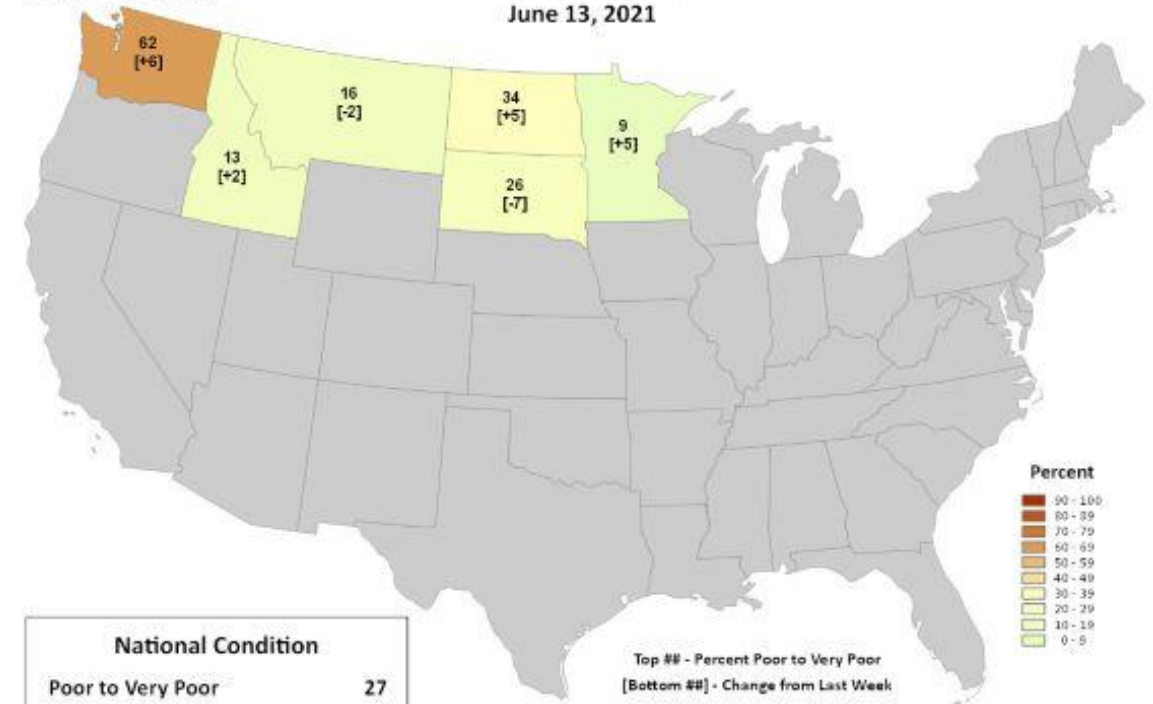 June 13, 2021
62
[+6]
16
[-2]
34
[+5]
9
[+5]
13
[+2]
26
[-7]
Percent
90 - 100
80 - 89
70 - 79
60 - 69
50 - 59
40 - 49
30 - 39
20 - 29
10 - 19
0 - 9
National Condition
Poor to Very Poor 27
Top ## - Percent Poor to Very Poor
[Bottom ##] - Change from Last Week